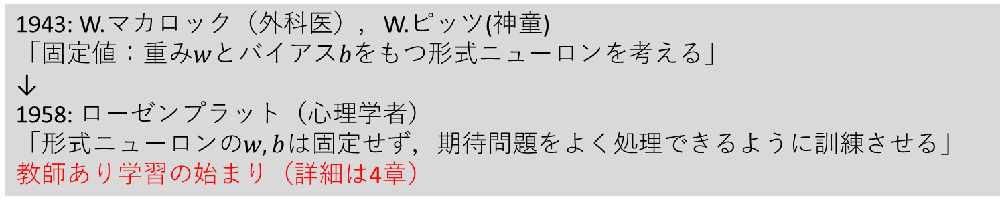 1943: W.マカロック（外科医）, W.ピッツ(神童)
「固定値：重みwとバイアスbをもつ形式ニューロンを考える」
↓
1958: ローゼンプラット（心理学者）
「形式ニューロンのw, bは固定せず，期待問題をよく処理できるように訓練させる」
教師あり学習の始まり（詳細は4章）